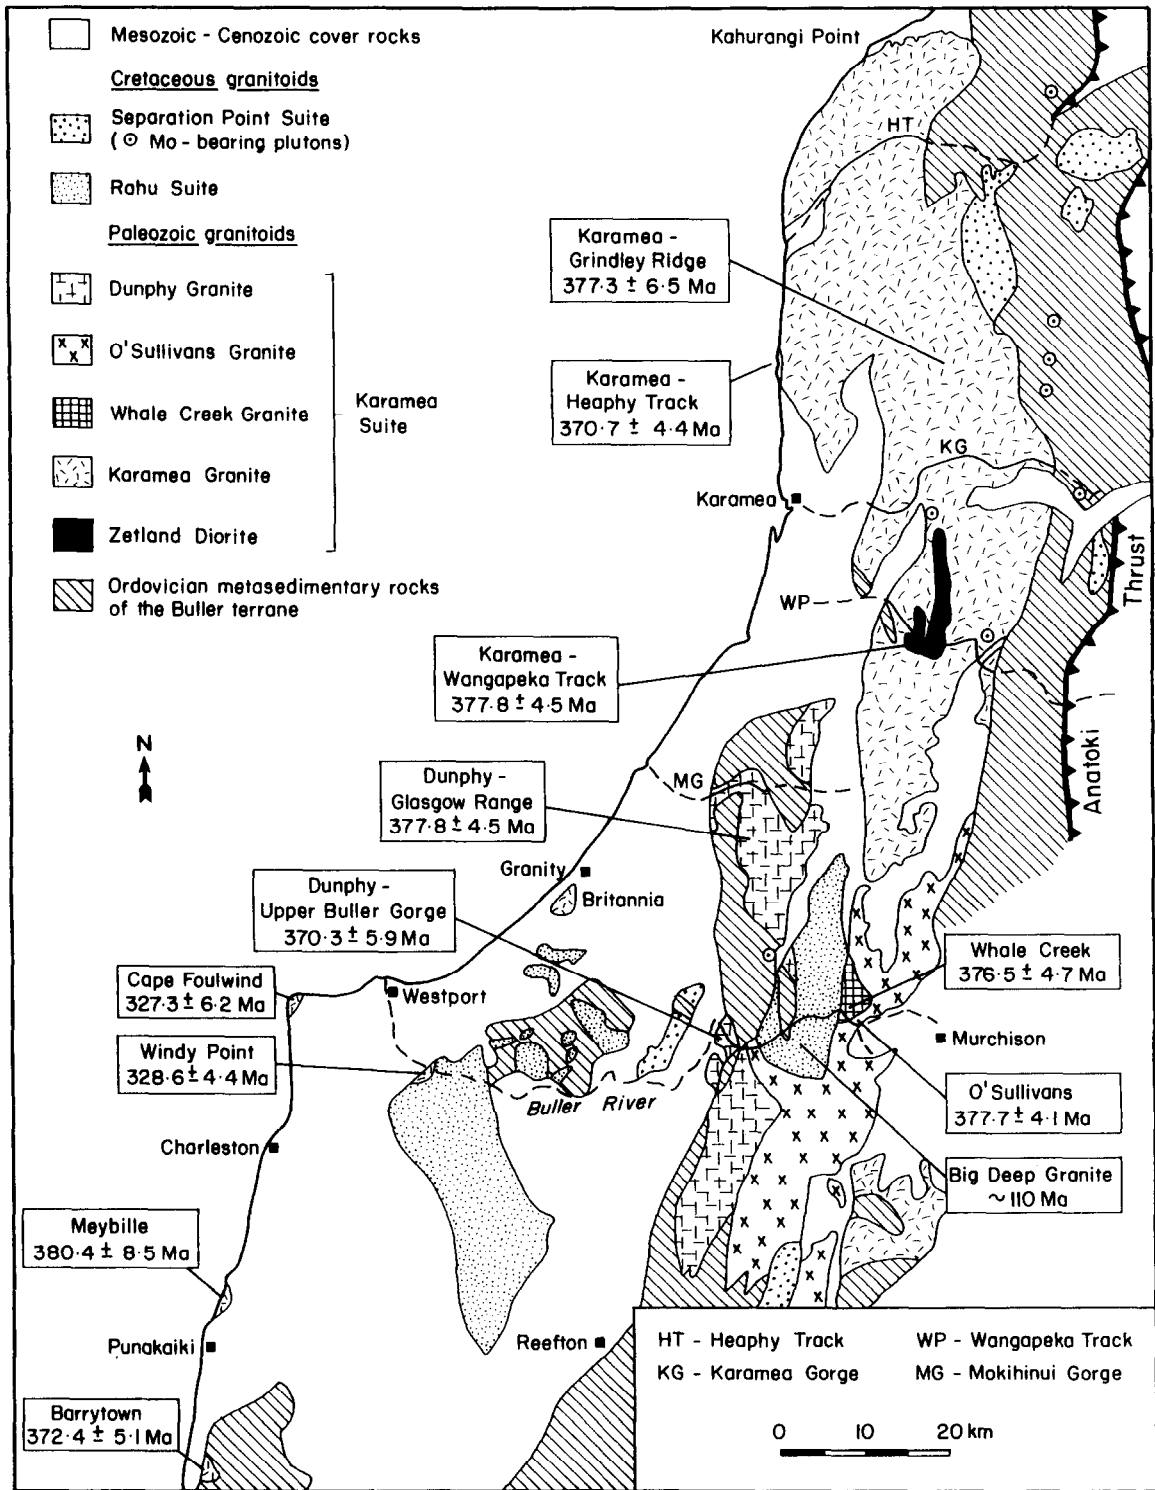 Mesozoic - Cenozoic cover rocks
Cretaceous granitoids
Separation Point Suite
(⊙ Mo - bearing plutons)
Rahu Suite
Paleozoic granitoids
Dunphy Granite
O'Sullivans Granite
Whale Creek Granite
Karamea Granite
Zetland Diorite
Karamea
Suite
Ordovician metasedimentary rocks
of the Buller terrane
Kahurangi Point
HT
Karamea -
Grindley Ridge
377·3 ± 6·5 Ma
Karamea -
Heaphy Track
370·7 ± 4·4 Ma
KG
Karamea
WP
Thrust
Anatoki
Karamea -
Wangapeka Track
377·8 ± 4·5 Ma
N
MG
Dunphy -
Glasgow Range
377·8 ± 4·5 Ma
Granity
Britannia
Dunphy -
Upper Buller Gorge
370·3 ± 5·9 Ma
Whale Creek
376·5 ± 4·7 Ma
Cape Foulwind
327·3 ± 6·2 Ma
Westport
Murchison
Windy Point
328·6 ± 4·4 Ma
Buller River
O'Sullivans
377·7 ± 4·1 Ma
Charleston
Big Deep Granite
~ 110 Ma
Meybille
380·4 ± 8·5 Ma
Punakaiki
Reefton
Barrytown
372·4 ± 5·1 Ma
HT - Heaphy Track
WP - Wangapeka Track
KG - Karamea Gorge
MG - Mokihinui Gorge
0 10 20 km